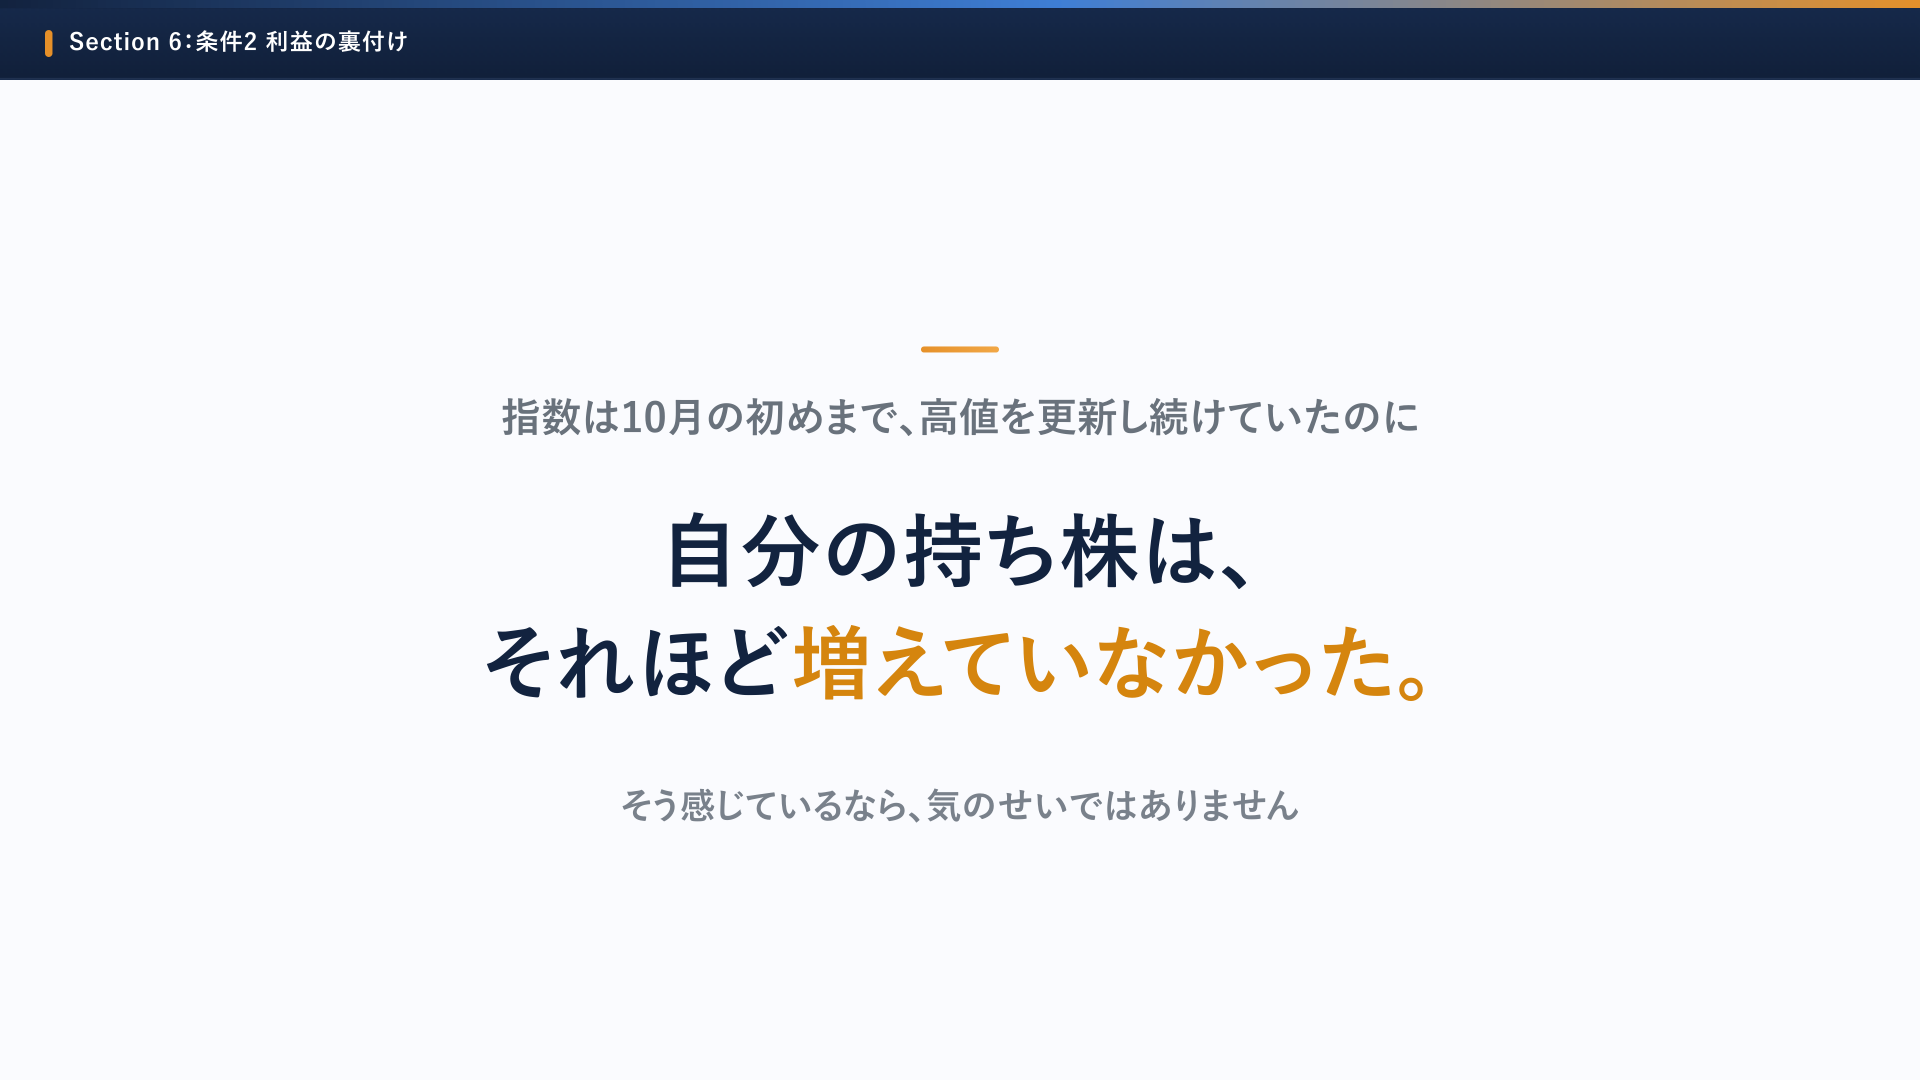 Section 6：条件2 利益の裏付け
指数は10月の初めまで、高値を更新し続けていたのに
自分の持ち株は、
それほど増えていなかった。
そう感じているなら、気のせいではありません